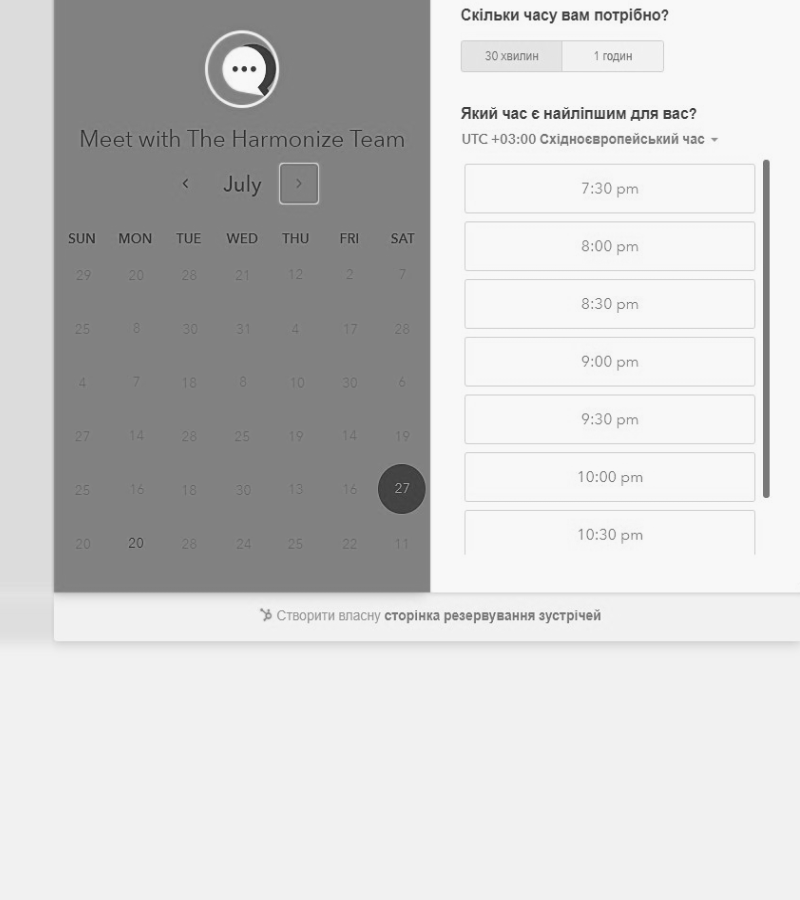 Meet with The Harmonize Team
July
SUN MON TUE WED THU FRI SAT
29 20 28 21 12 2 7
25 8 30 31 4 17 28
4 7 18 8 10 30 6
27 14 28 25 19 14 19
25 16 18 30 13 16 27
20 20 28 24 25 22 11
Скільки часу вам потрібно?
30 хвилин 1 годин
Який час є найліпшим для вас?
UTC +03:00 Східноєвропейський час
7:30 pm
8:00 pm
8:30 pm
9:00 pm
9:30 pm
10:00 pm
10:30 pm
Створити власну сторінка резервування зустрічей